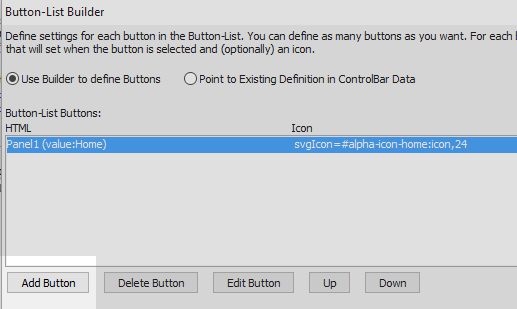 Button-List Builder
Define settings for each button in the Button-List. You can define as many buttons as you want. For each b
that will set when the button is selected and (optionally) an icon.
Use Builder to define Buttons Point to Existing Definition in ControlBar Data
Button-List Buttons:
HTML Icon
Panel1 (value:Home) svgIcon=#alpha-icon-home:icon,24
Add Button Delete Button Edit Button Up Down